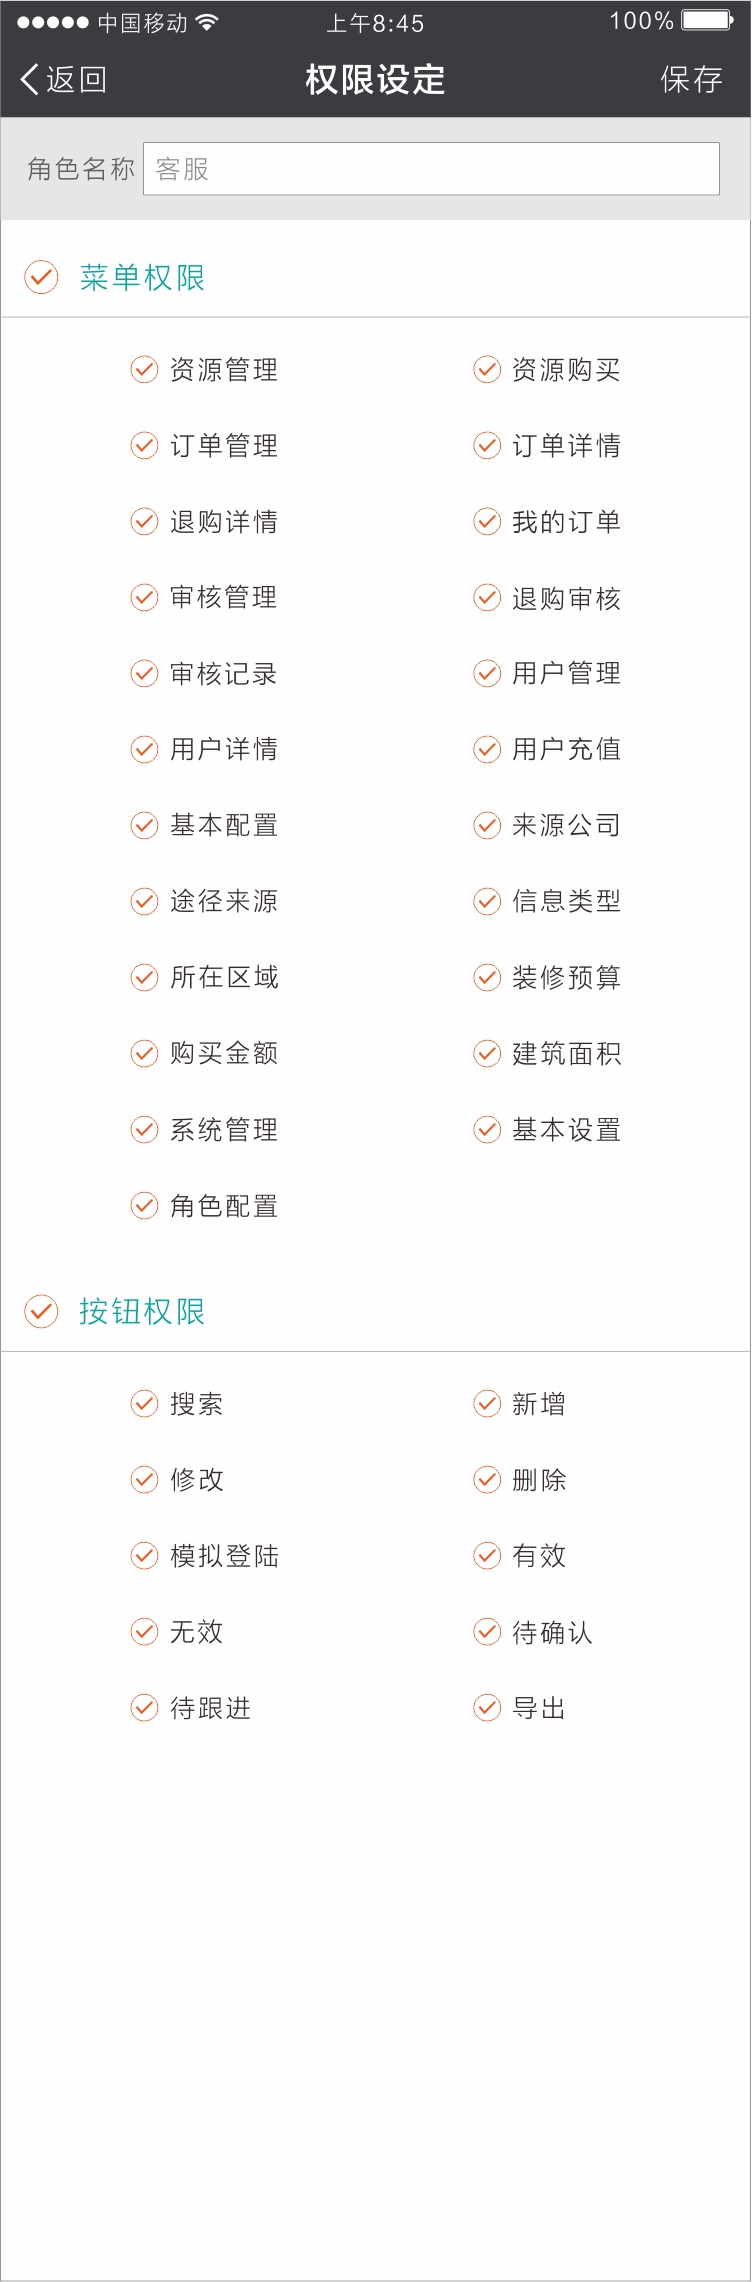 中国移动 上午8:45 100%
返回 权限设定 保存
角色名称 客服
菜单权限
资源管理 资源购买
订单管理 订单详情
退购详情 我的订单
审核管理 退购审核
审核记录 用户管理
用户详情 用户充值
基本配置 来源公司
途径来源 信息类型
所在区域 装修预算
购买金额 建筑面积
系统管理 基本设置
角色配置
按钮权限
搜索 新增
修改 删除
模拟登陆 有效
无效 待确认
待跟进 导出